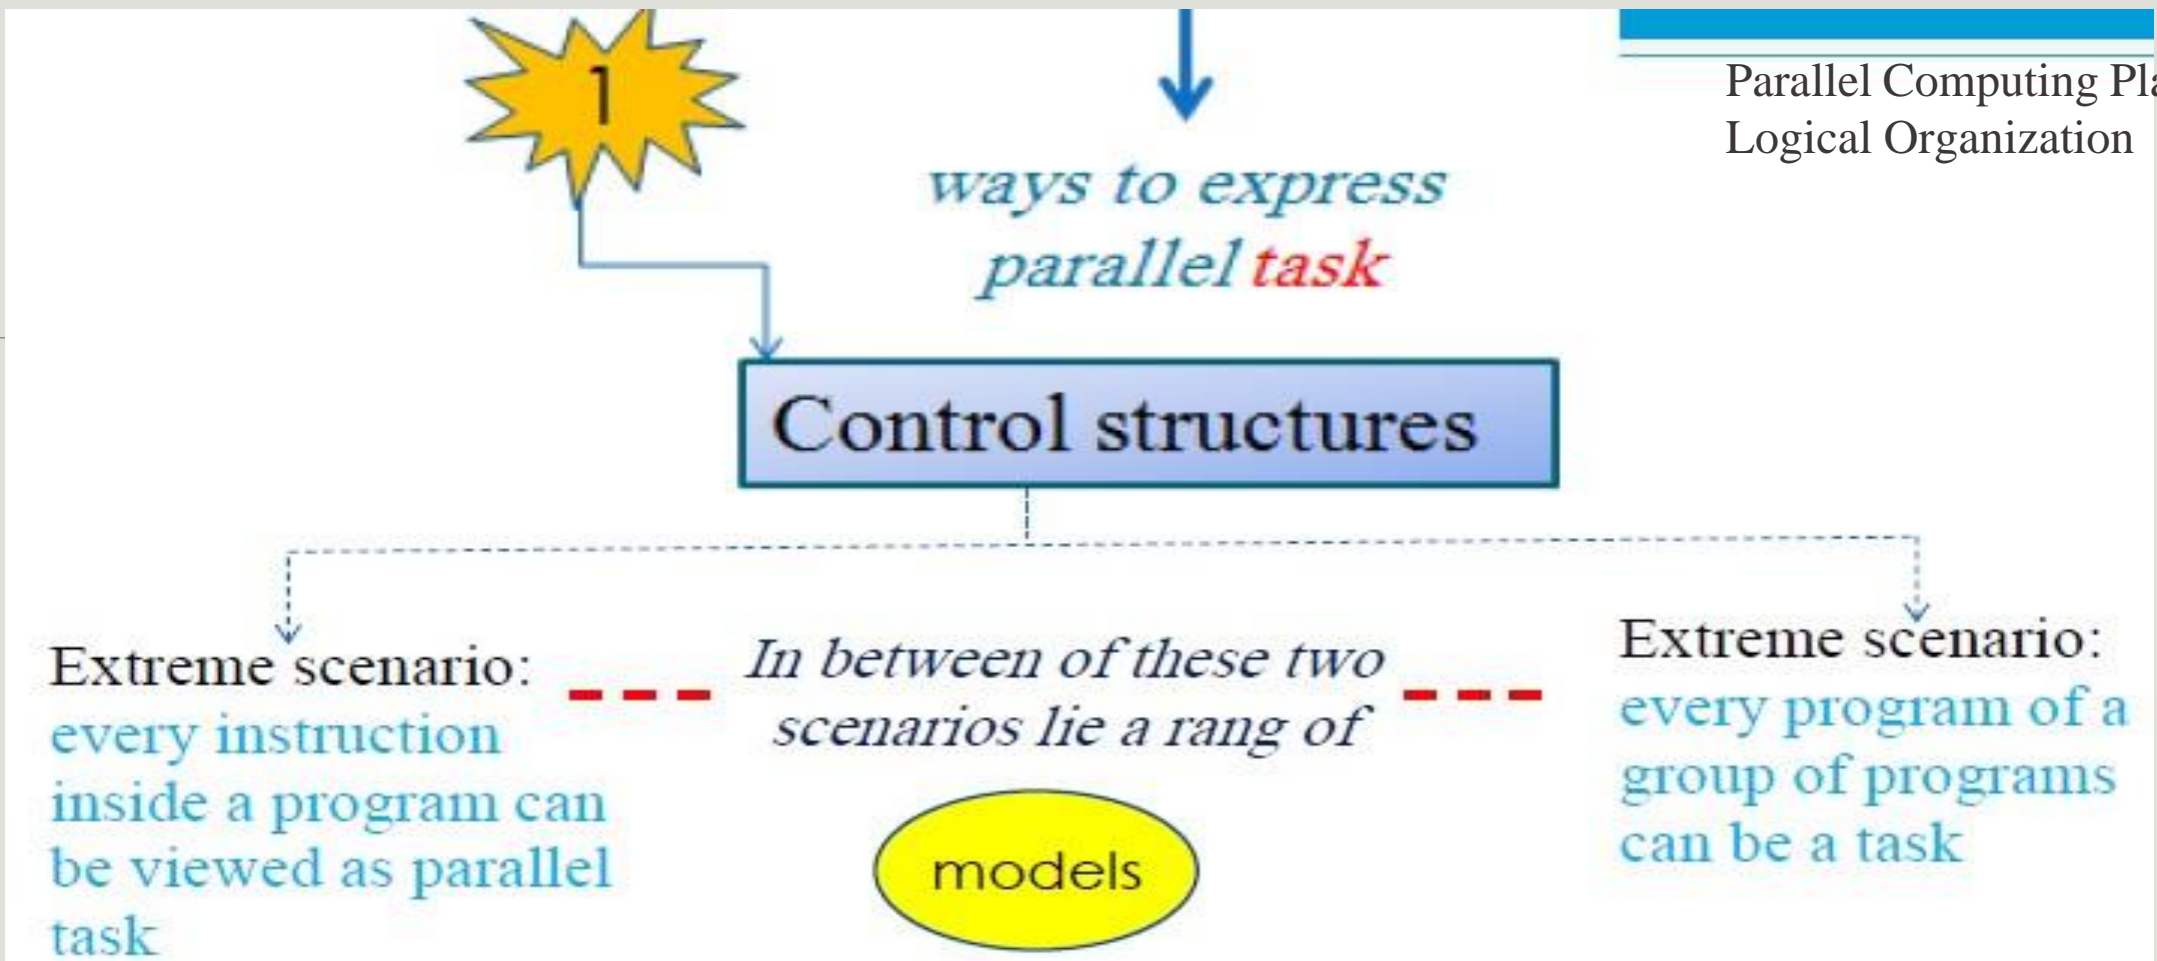 1
Parallel Computing
Logical Organization
ways to express
parallel task
Control structures
Extreme scenario:
every instruction
inside a program can
be viewed as parallel
task
In between of these two
scenarios lie a rang of
models
Extreme scenario:
every program of a
group of programs
can be a task